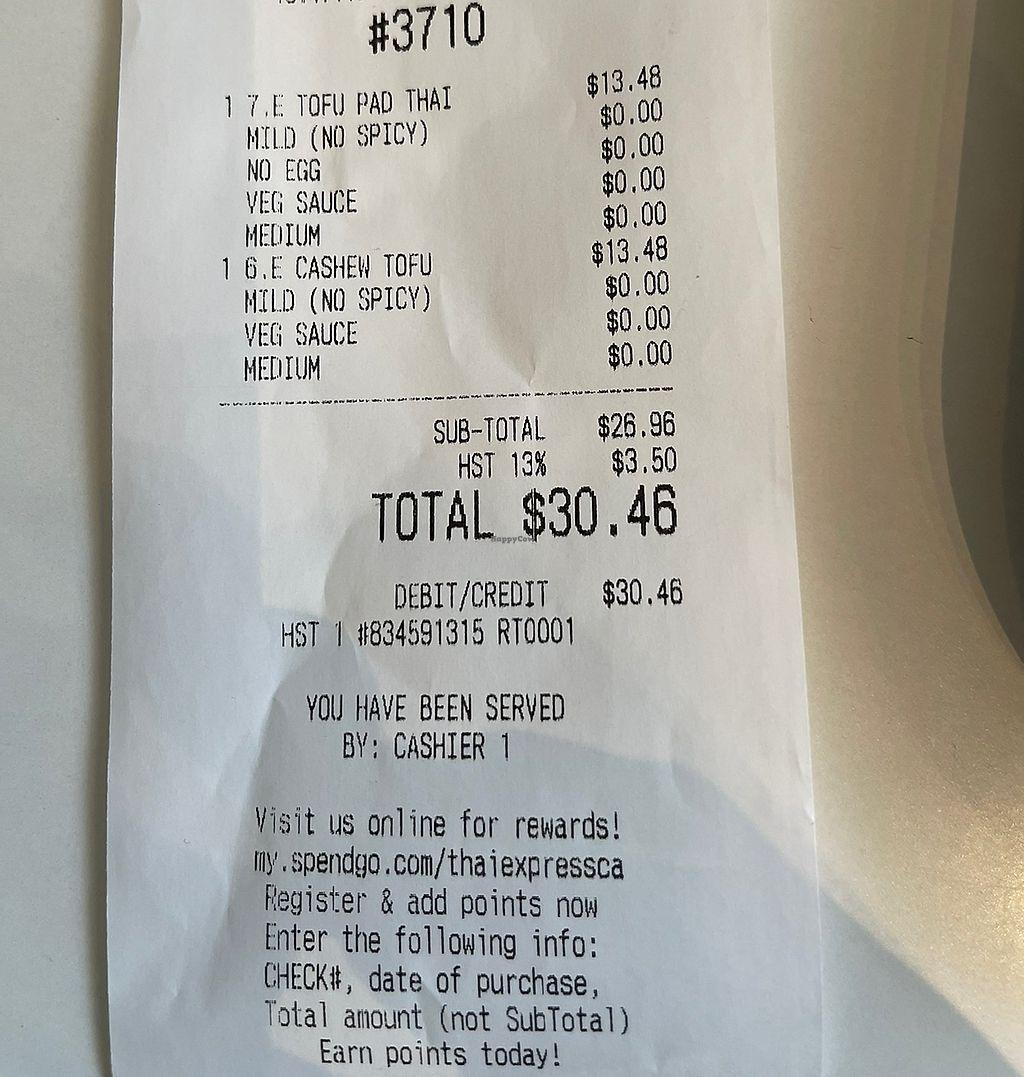 #3710
1 7.E TOFU PAD THAI $13.48
MILD (NO SPICY) $0.00
NO EGG $0.00
VEG SAUCE $0.00
MEDIUM $0.00
1 6.E CASHEW TOFU $13.48
MILD (NO SPICY) $0.00
VEG SAUCE $0.00
MEDIUM $0.00
SUB-TOTAL $26.96
HST 13% $3.50
TOTAL $30.46
HappyCow
DEBIT/CREDIT $30.46
HST 1 #834591315 RT0001
YOU HAVE BEEN SERVED
BY: CASHIER 1
Visit us online for rewards!
my.spendgo.com/thaiexpressca
Register & add points now
Enter the following info:
CHECK#, date of purchase,
Total amount (not SubTotal)
Earn points today!